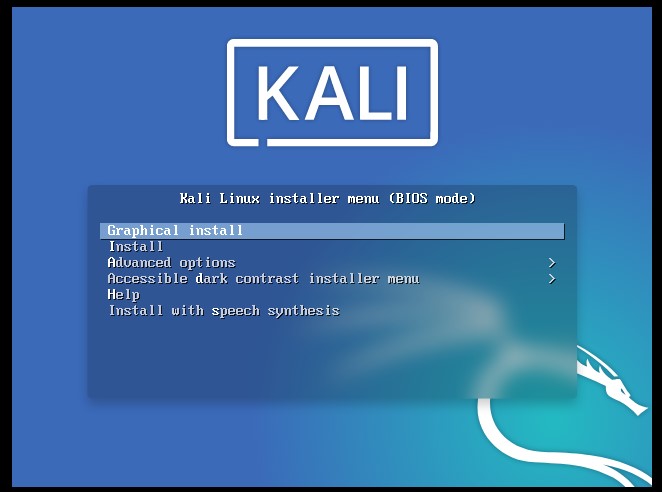 KALI
Kali Linux installer menu (BIOS mode)
Graphical install
Install
Advanced options >
Accessible dark contrast installer menu >
Help
Install with speech synthesis